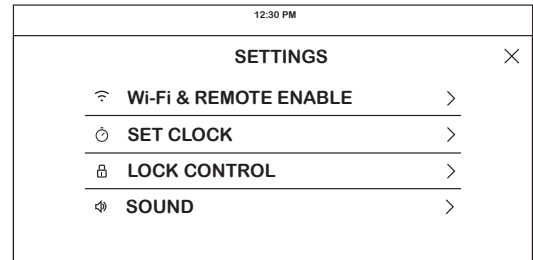 12:30 PM
SETTINGS
Wi-Fi & REMOTE ENABLE
SET CLOCK
LOCK CONTROL
SOUND